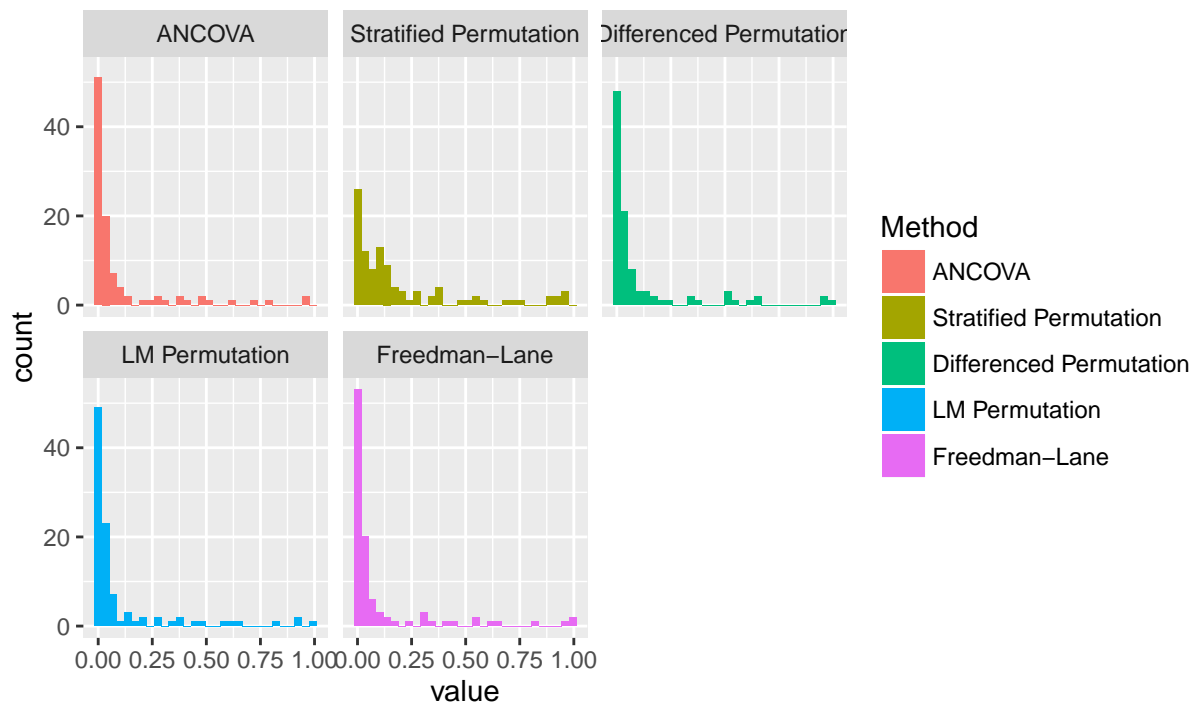 ANCOVA
Stratified Permutation
Differenced Permutation
40
20
0
LM Permutation
Freedman−Lane
40
20
0
0.00 0.25 0.50 0.75 1.00
0.00 0.25 0.50 0.75 1.00
value
count
Method
ANCOVA
Stratified Permutation
Differenced Permutation
LM Permutation
Freedman−Lane